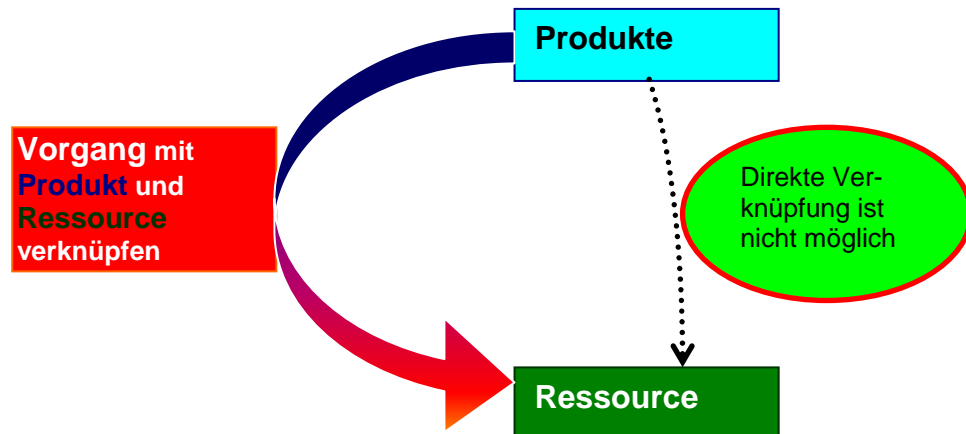 Produkte
Vorgang mit
Produkt und
Ressource
verknüpfen
Direkte Ver-
knüpfung ist
nicht möglich
Ressource